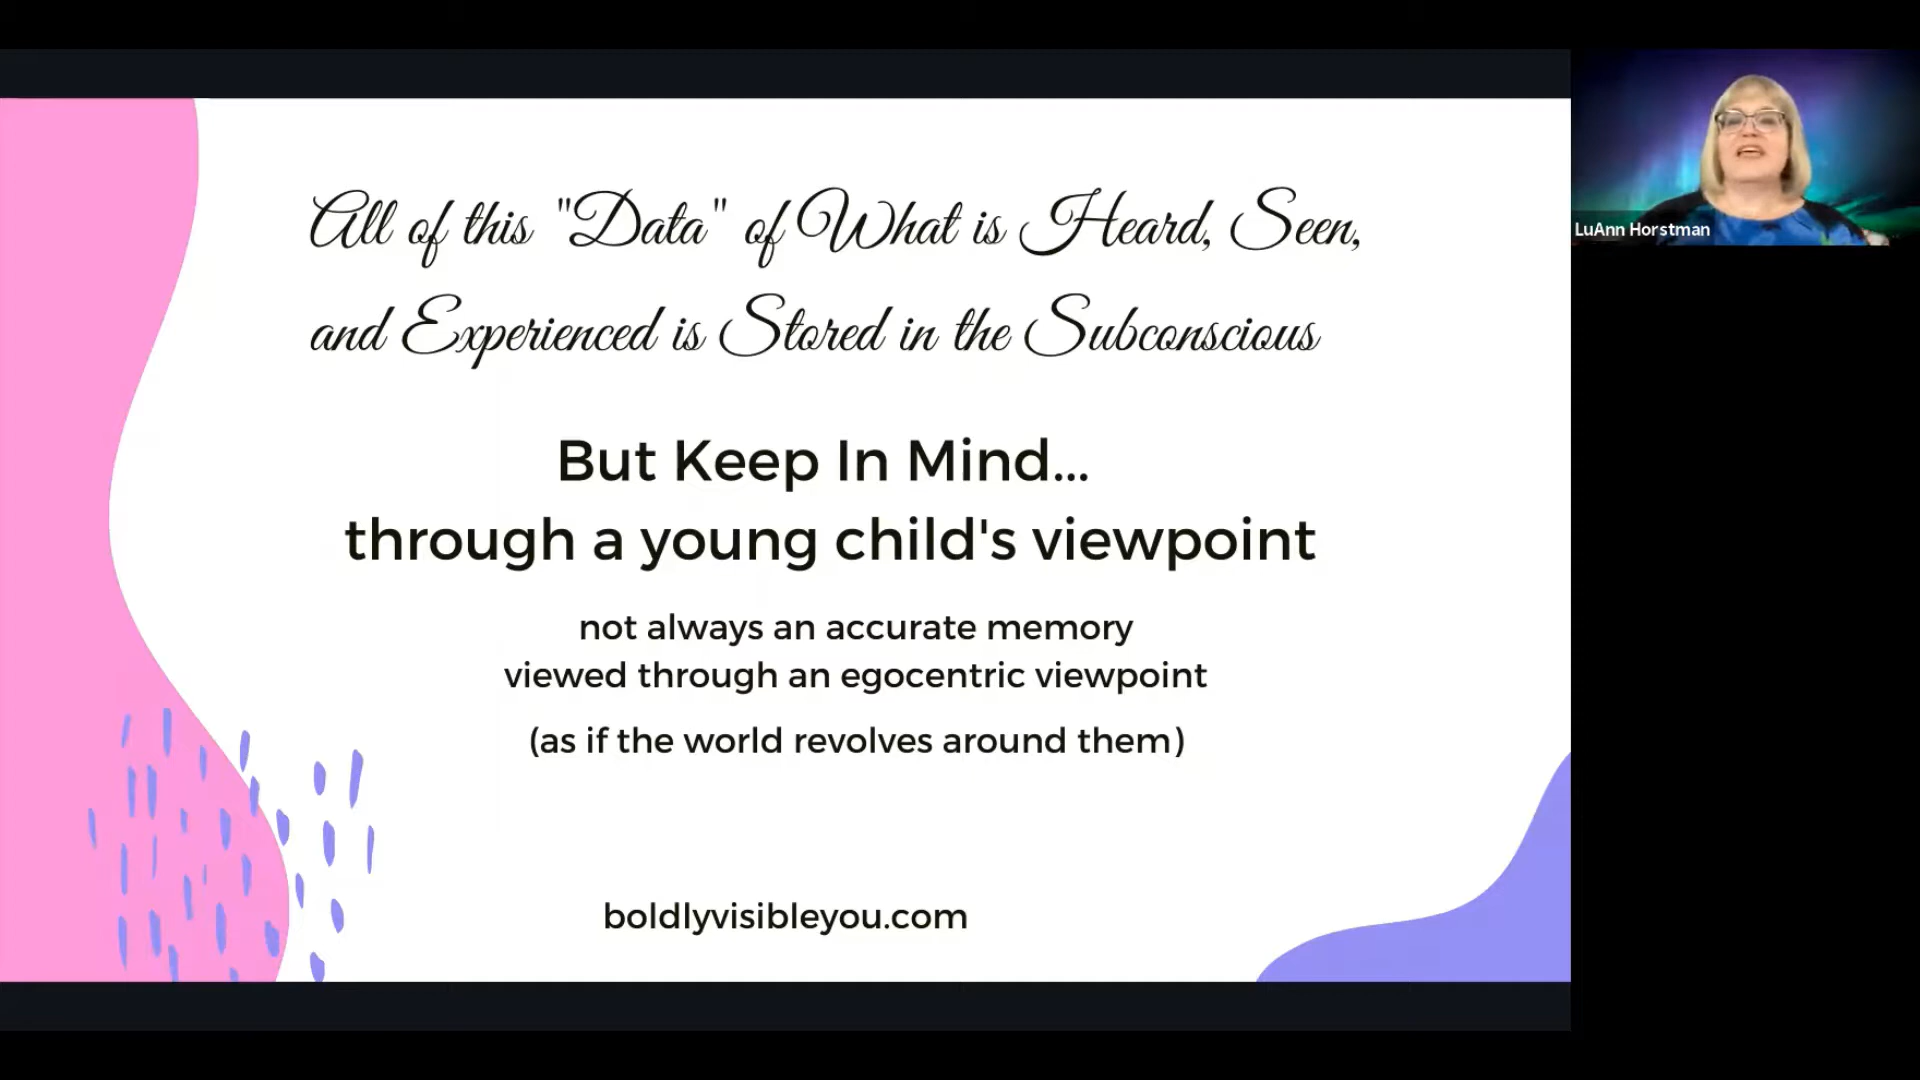 All of this "Data" of What is Heard, Seen,
and Experienced is Stored in the Subconscious
But Keep In Mind...
through a young child's viewpoint
not always an accurate memory
viewed through an egocentric viewpoint
(as if the world revolves around them)
boldlyvisibleyou.com
LuAnn Horstman